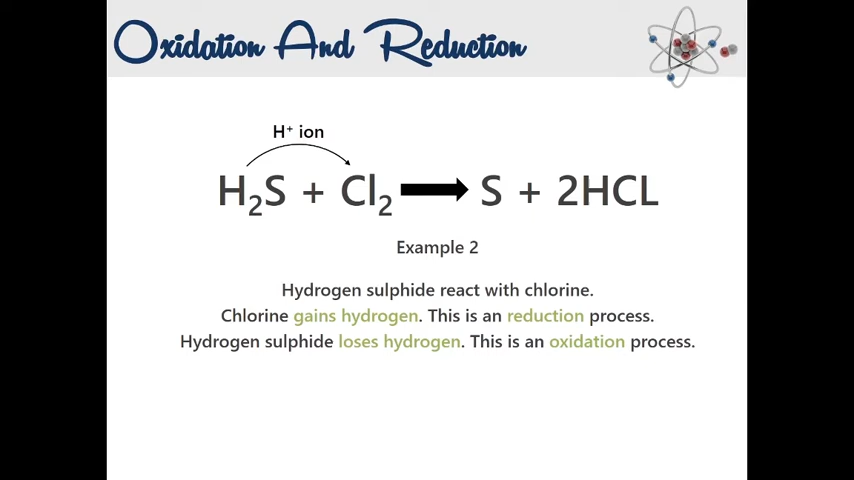 Oxidation And Reduction
H⁺ ion
H₂S + Cl₂ → S + 2HCL
Example 2
Hydrogen sulphide react with chlorine.
Chlorine gains hydrogen. This is an reduction process.
Hydrogen sulphide loses hydrogen. This is an oxidation process.